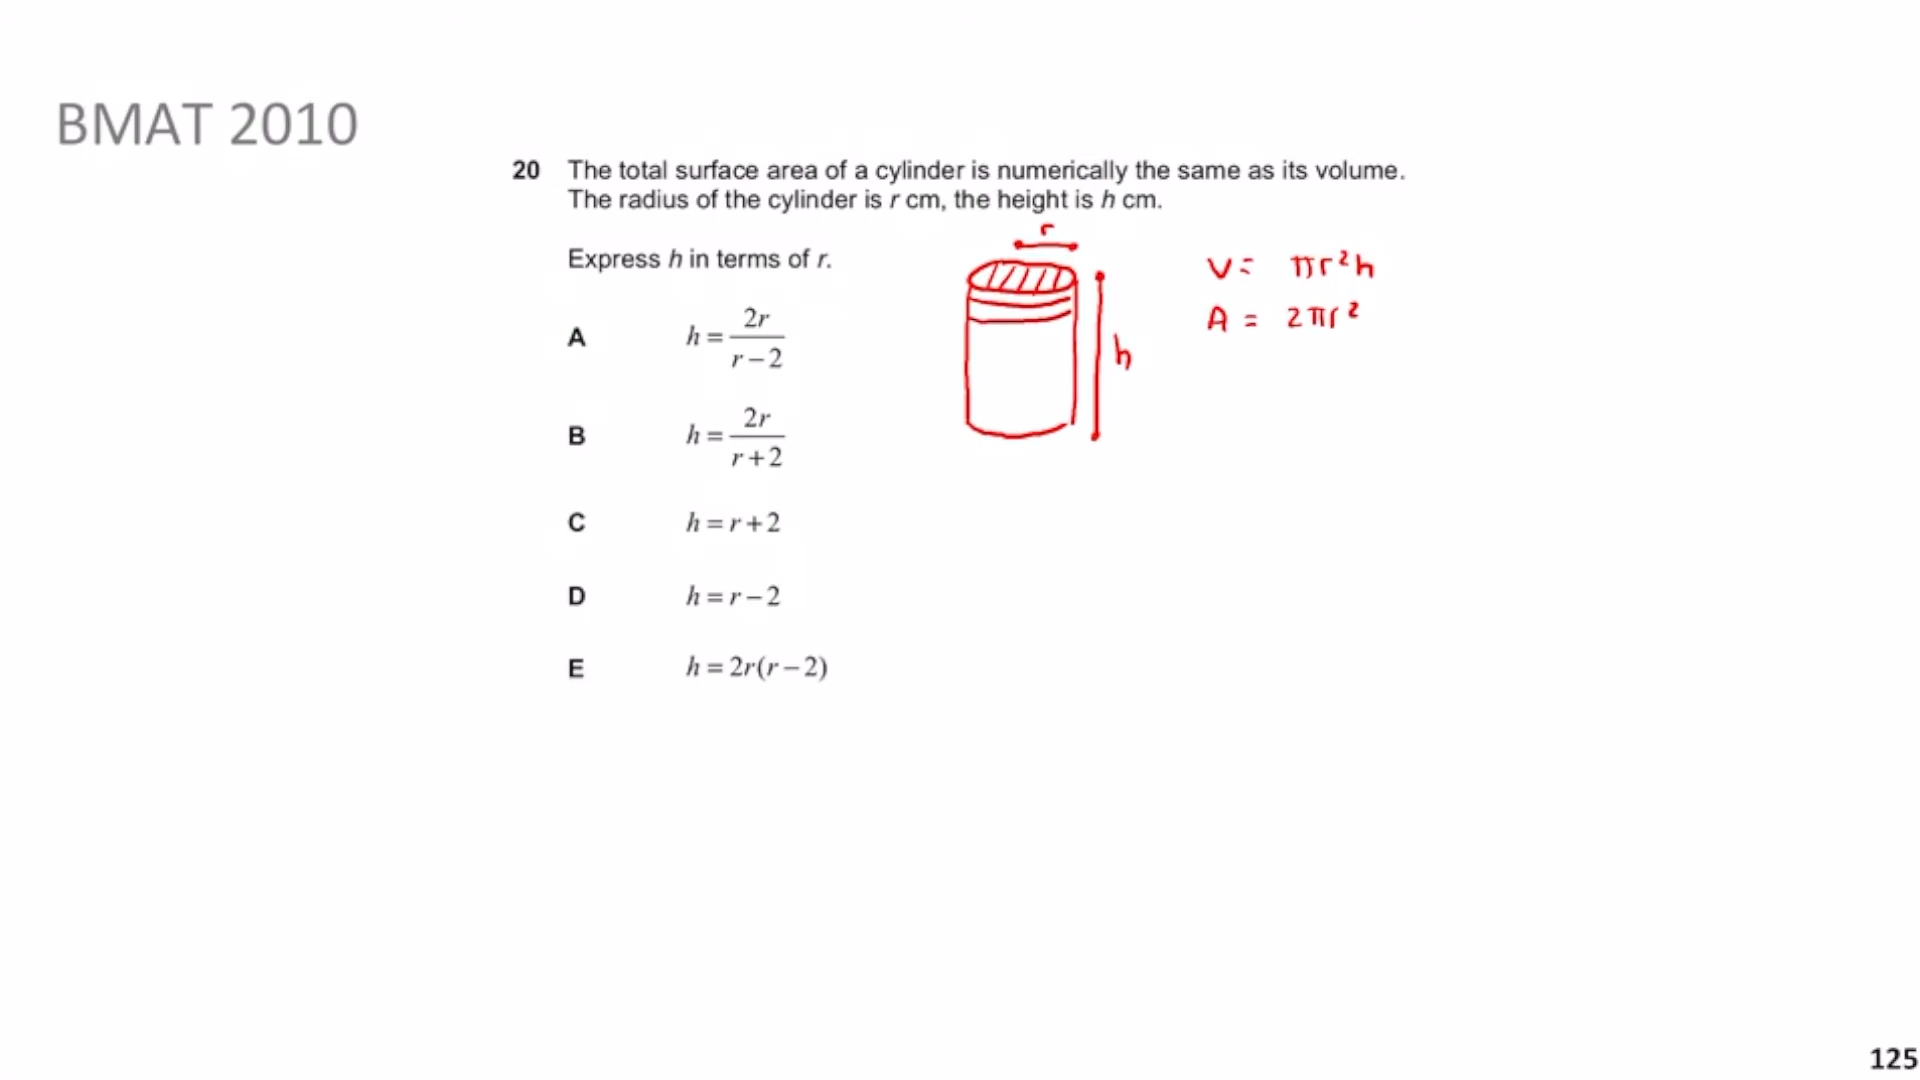 BMAT 2010
20 The total surface area of a cylinder is numerically the same as its volume.
The radius of the cylinder is r cm, the height is h cm.
Express h in terms of r.
r
V = πr²h
A = 2πr²
h
A h = 2r/(r−2)
B h = 2r/(r+2)
C h = r+2
D h = r−2
E h = 2r(r−2)
125